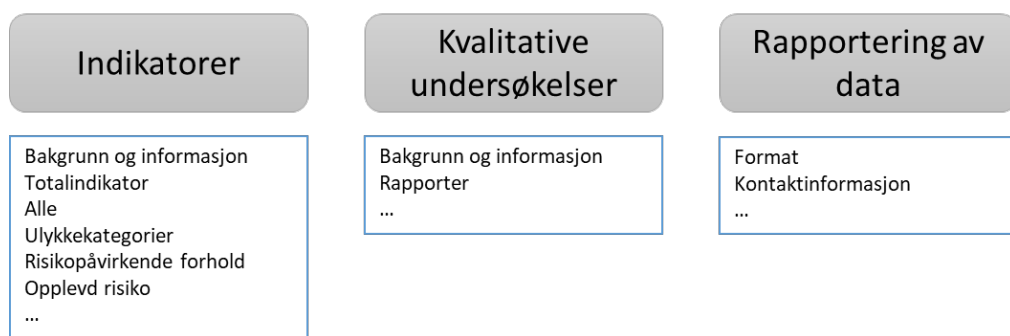 Indikatorer
Bakgrunn og informasjon
Totalindikator
Alle
Ulykkekategorier
Risikopåvirkende forhold
Opplevd risiko
...
Kvalitative
undersøkelser
Bakgrunn og informasjon
Rapporter
...
Rapportering av
data
Format
Kontaktinformasjon
...